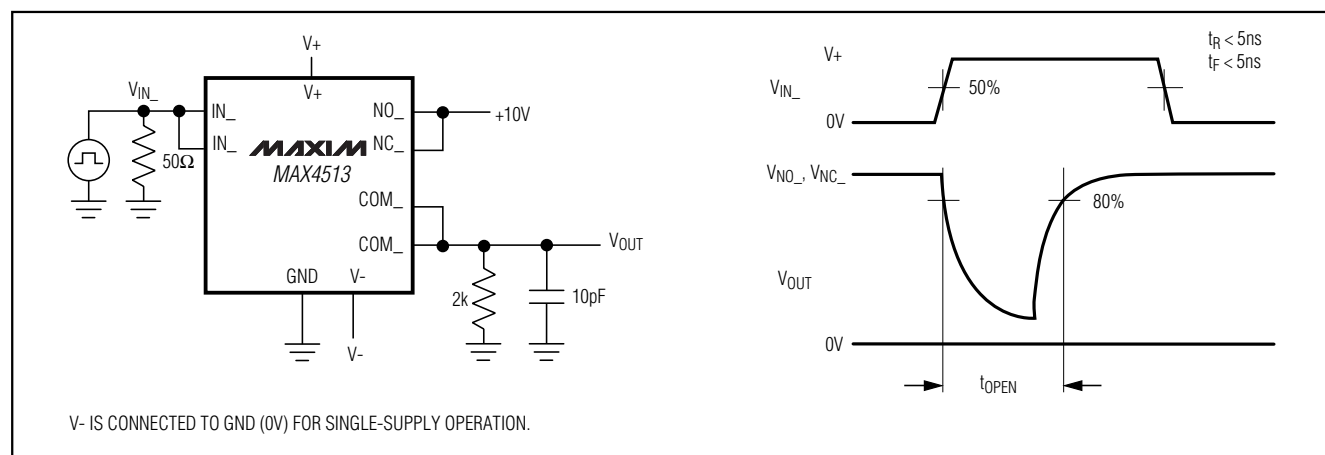 V+
V+
VIN_
IN_
IN_
50Ω
MAXIM
MAX4513
NO_
NC_
+10V
COM_
COM_
VOUT
GND
V-
2k
10pF
V-
V- IS CONNECTED TO GND (0V) FOR SINGLE-SUPPLY OPERATION.
tR < 5ns
tF < 5ns
V+
VIN_
50%
0V
VNO_, VNC_
80%
VOUT
0V
tOPEN